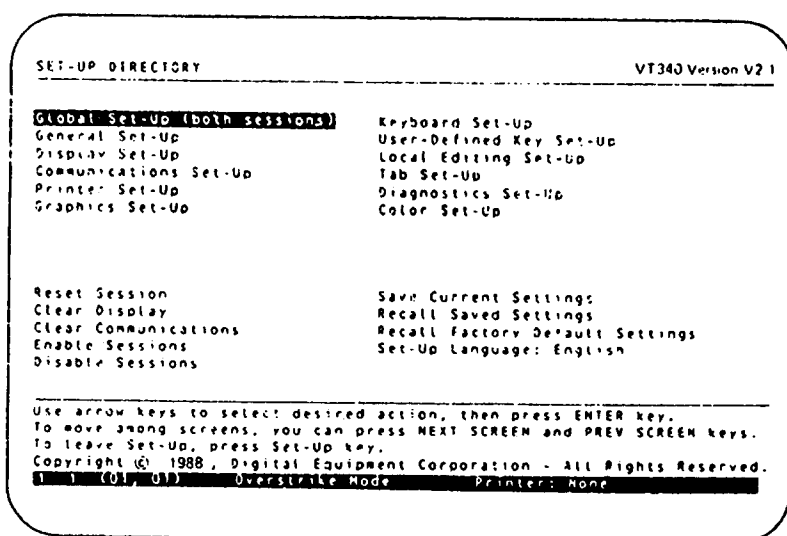 SET-UP DIRECTORY
VT340 Version V2.1
Global Set-Up (both sessions)
General Set-Up
Display Set-Up
Communications Set-Up
Printer Set-Up
Graphics Set-Up
Keyboard Set-Up
User-Defined Key Set-Up
Local Editing Set-Up
Tab Set-Up
Diagnostics Set-Up
Color Set-Up
Reset Session
Clear Display
Clear Communications
Enable Sessions
Disable Sessions
Save Current Settings
Recall Saved Settings
Recall Factory Default Settings
Set-Up Language: English
Use arrow keys to select desired action, then press ENTER key.
To move among screens, you can press NEXT SCREEN and PREV SCREEN keys.
To leave Set-Up, press Set-Up key.
Copyright © 1988, Digital Equipment Corporation - All Rights Reserved.
1 1 (01,01) Overstrike Mode Printer: None